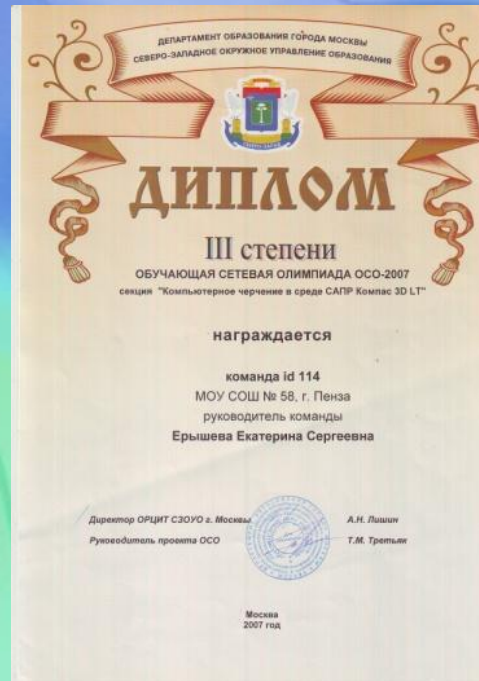 ДЕПАРТАМЕНТ ОБРАЗОВАНИЯ ГОРОДА МОСКВЫ
СЕВЕРО-ЗАПАДНОЕ ОКРУЖНОЕ УПРАВЛЕНИЕ ОБРАЗОВАНИЯ
СЕВЕРО-ЗАПАД
ДИПЛОМ
III степени
ОБУЧАЮЩАЯ СЕТЕВАЯ ОЛИМПИАДА ОСО-2007
секция "Компьютерное черчение в среде САПР Компас 3D LT"
награждается
команда id 114
МОУ СОШ № 58, г. Пенза
руководитель команды
Ерышева Екатерина Сергеевна
Директор ОРЦИТ СЗОУО г. Москвы А.Н. Лишин
Руководитель проекта ОСО Т.М. Третьяк
Москва
2007 год